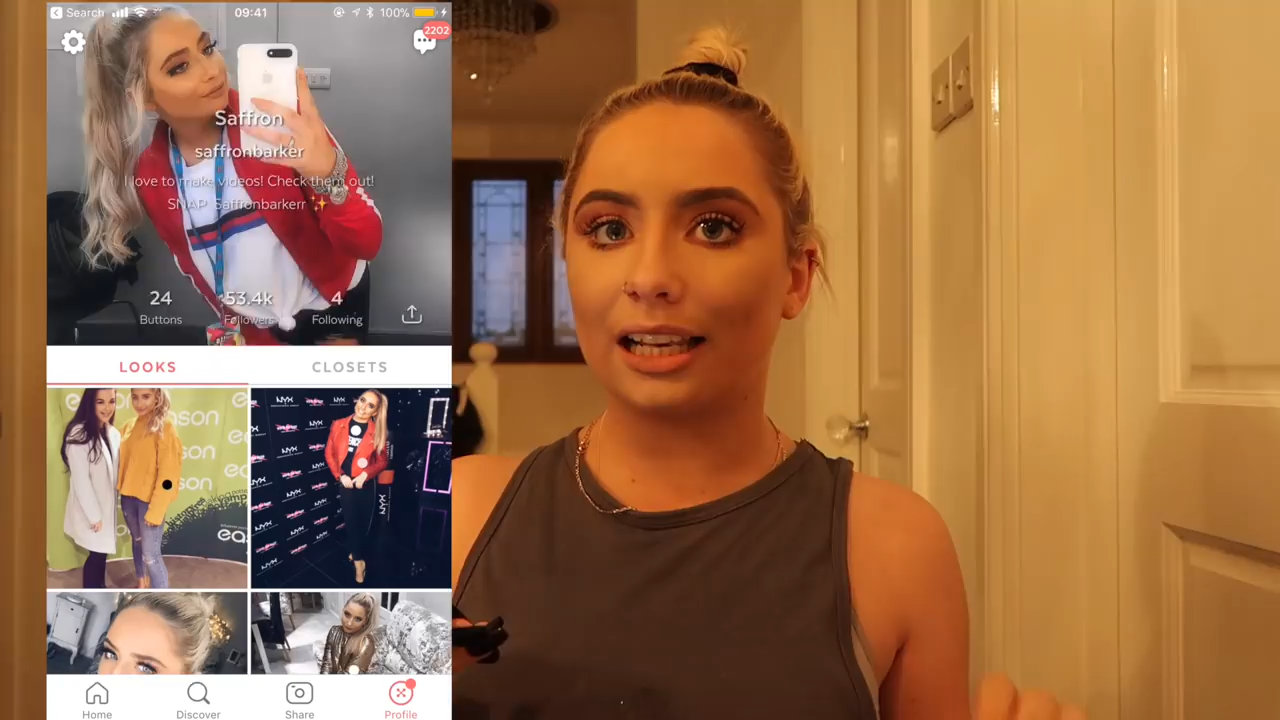 Search 09:41 100%
2202
Saffron
saffronbarker
I love to make videos! Check them out!
SNAP: Saffronbarkerr ✨
24 53.4k 4
Buttons Followers Following
LOOKS CLOSETS
eason
NYX
Home Discover Share Profile